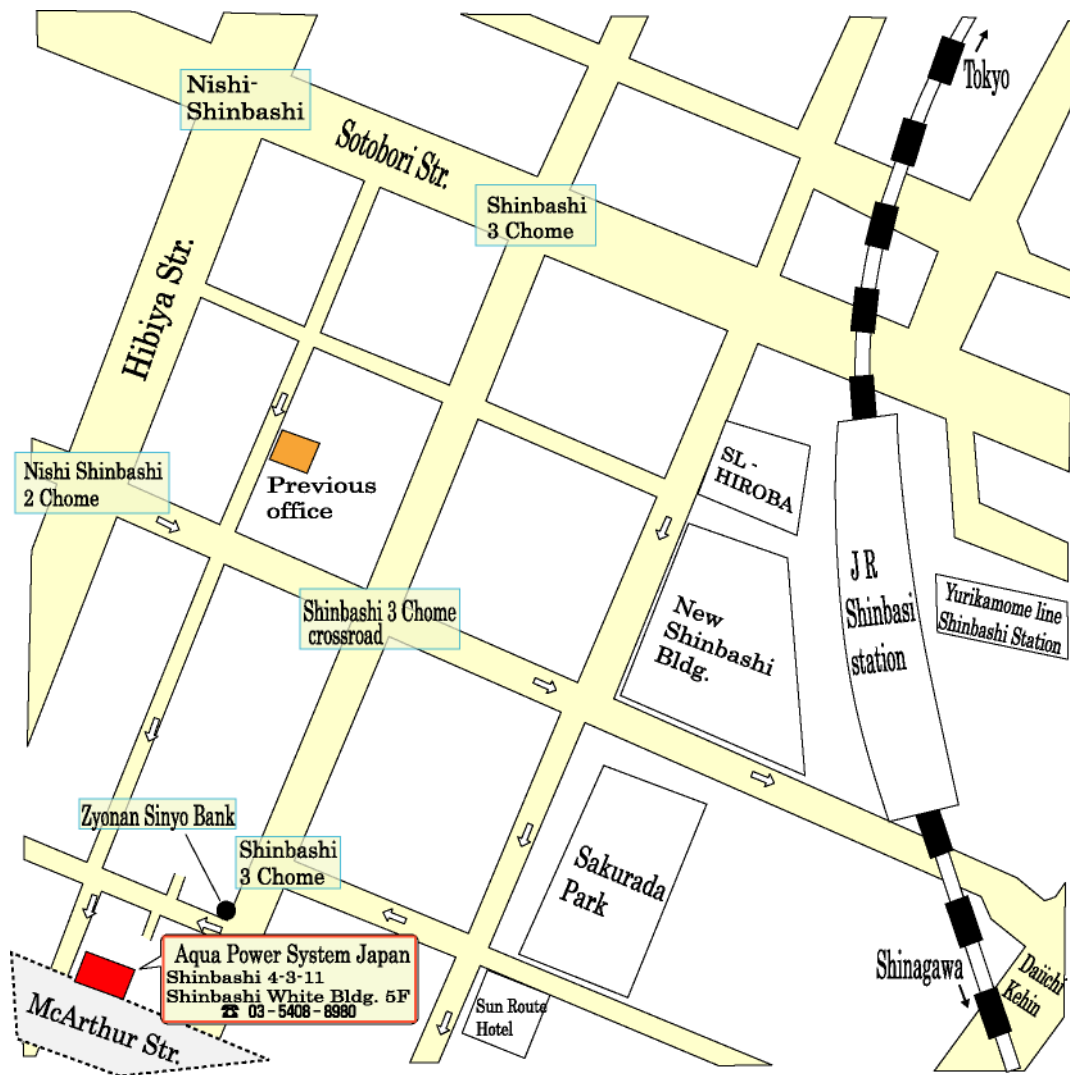 Tokyo
Nishi-
Shinbashi
Sotobori Str.
Shinbashi
3 Chome
Hibiya Str.
SL -
HIROBA
Nishi Shinbashi
2 Chome
Previous
office
J R
Shinbasi
station
Yurikamome line
Shinbashi Station
New
Shinbashi
Bldg.
Shinbashi 3 Chome
crossroad
Zyonan Sinyo Bank
Shinbashi
3 Chome
Sakurada
Park
Aqua Power System Japan
Shinbashi 4-3-11
Shinbashi White Bldg. 5F
☎ 03-5408-8980
Shinagawa
Daiichi
Kehin
Sun Route
Hotel
McArthur Str.